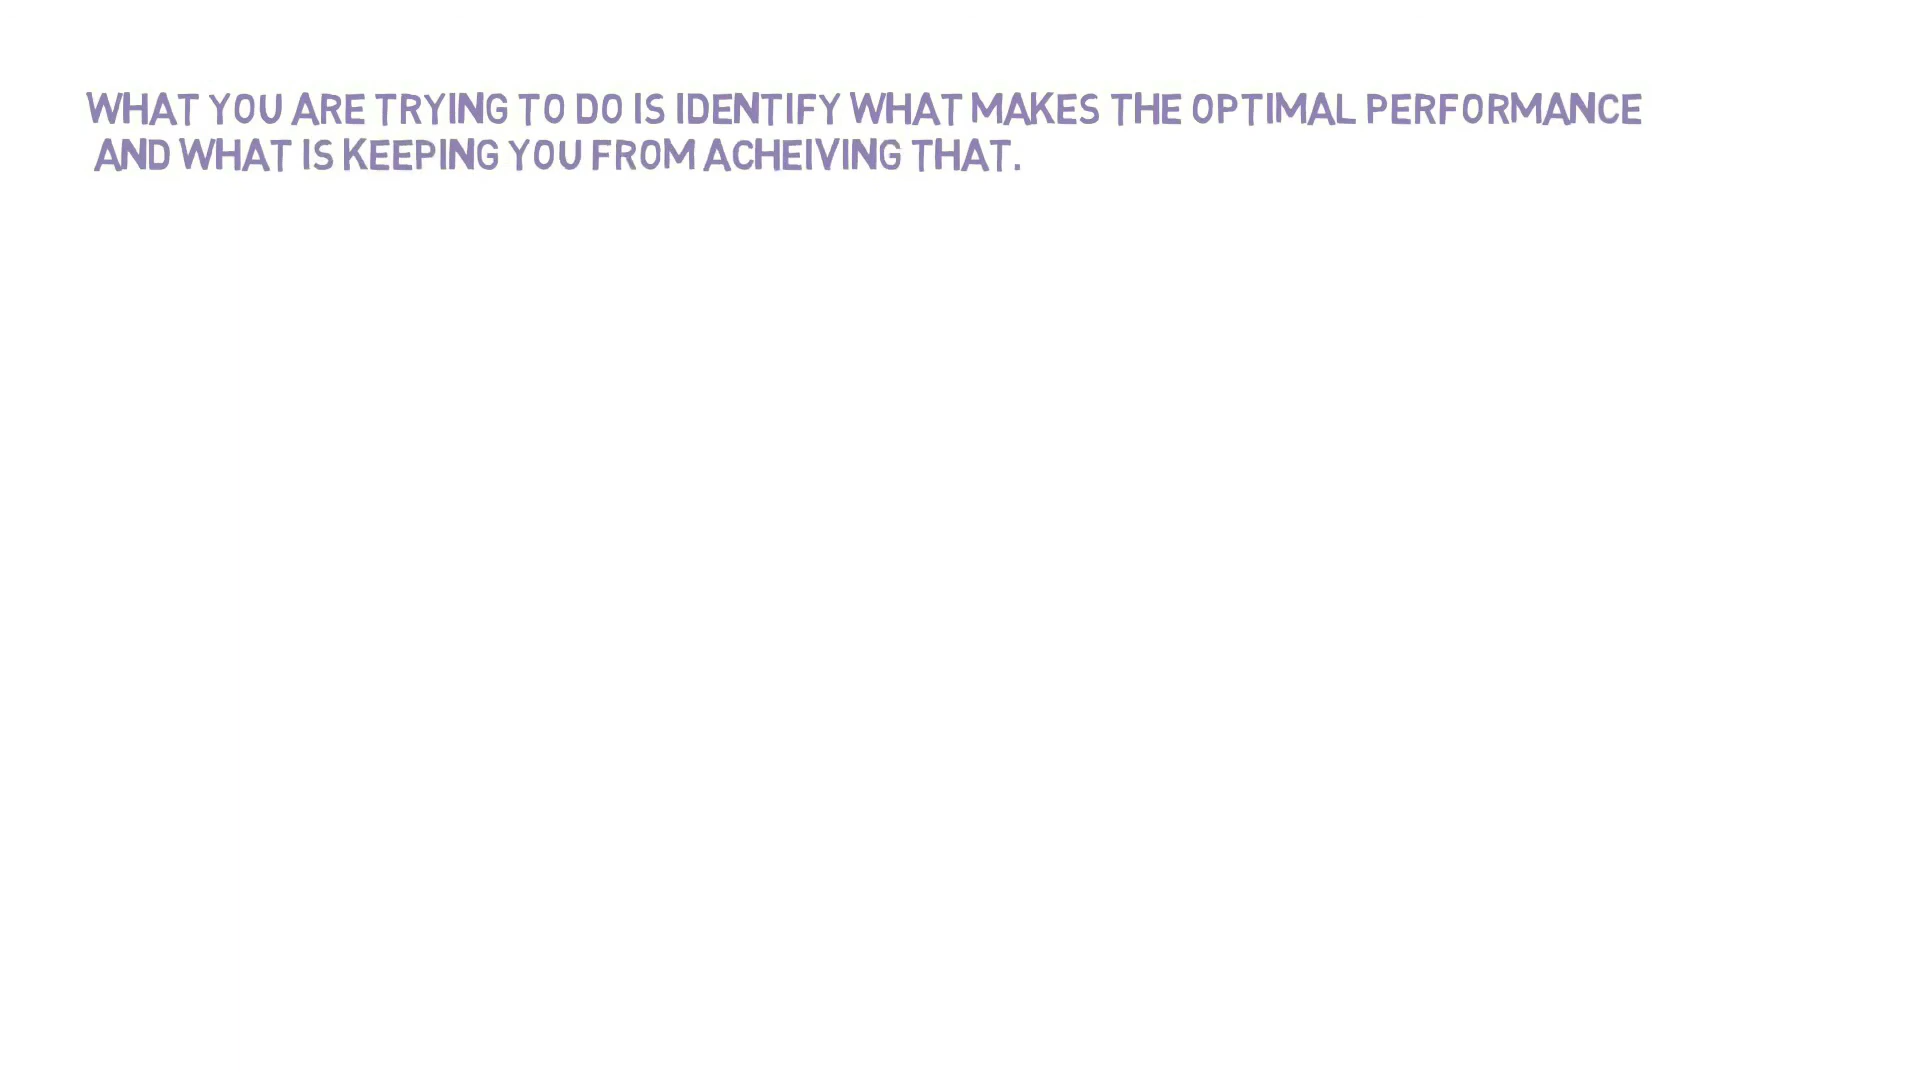 WHAT YOU ARE TRYING TO DO IS IDENTIFY WHAT MAKES THE OPTIMAL PERFORMANCE
AND WHAT IS KEEPING YOU FROM ACHEIVING THAT.